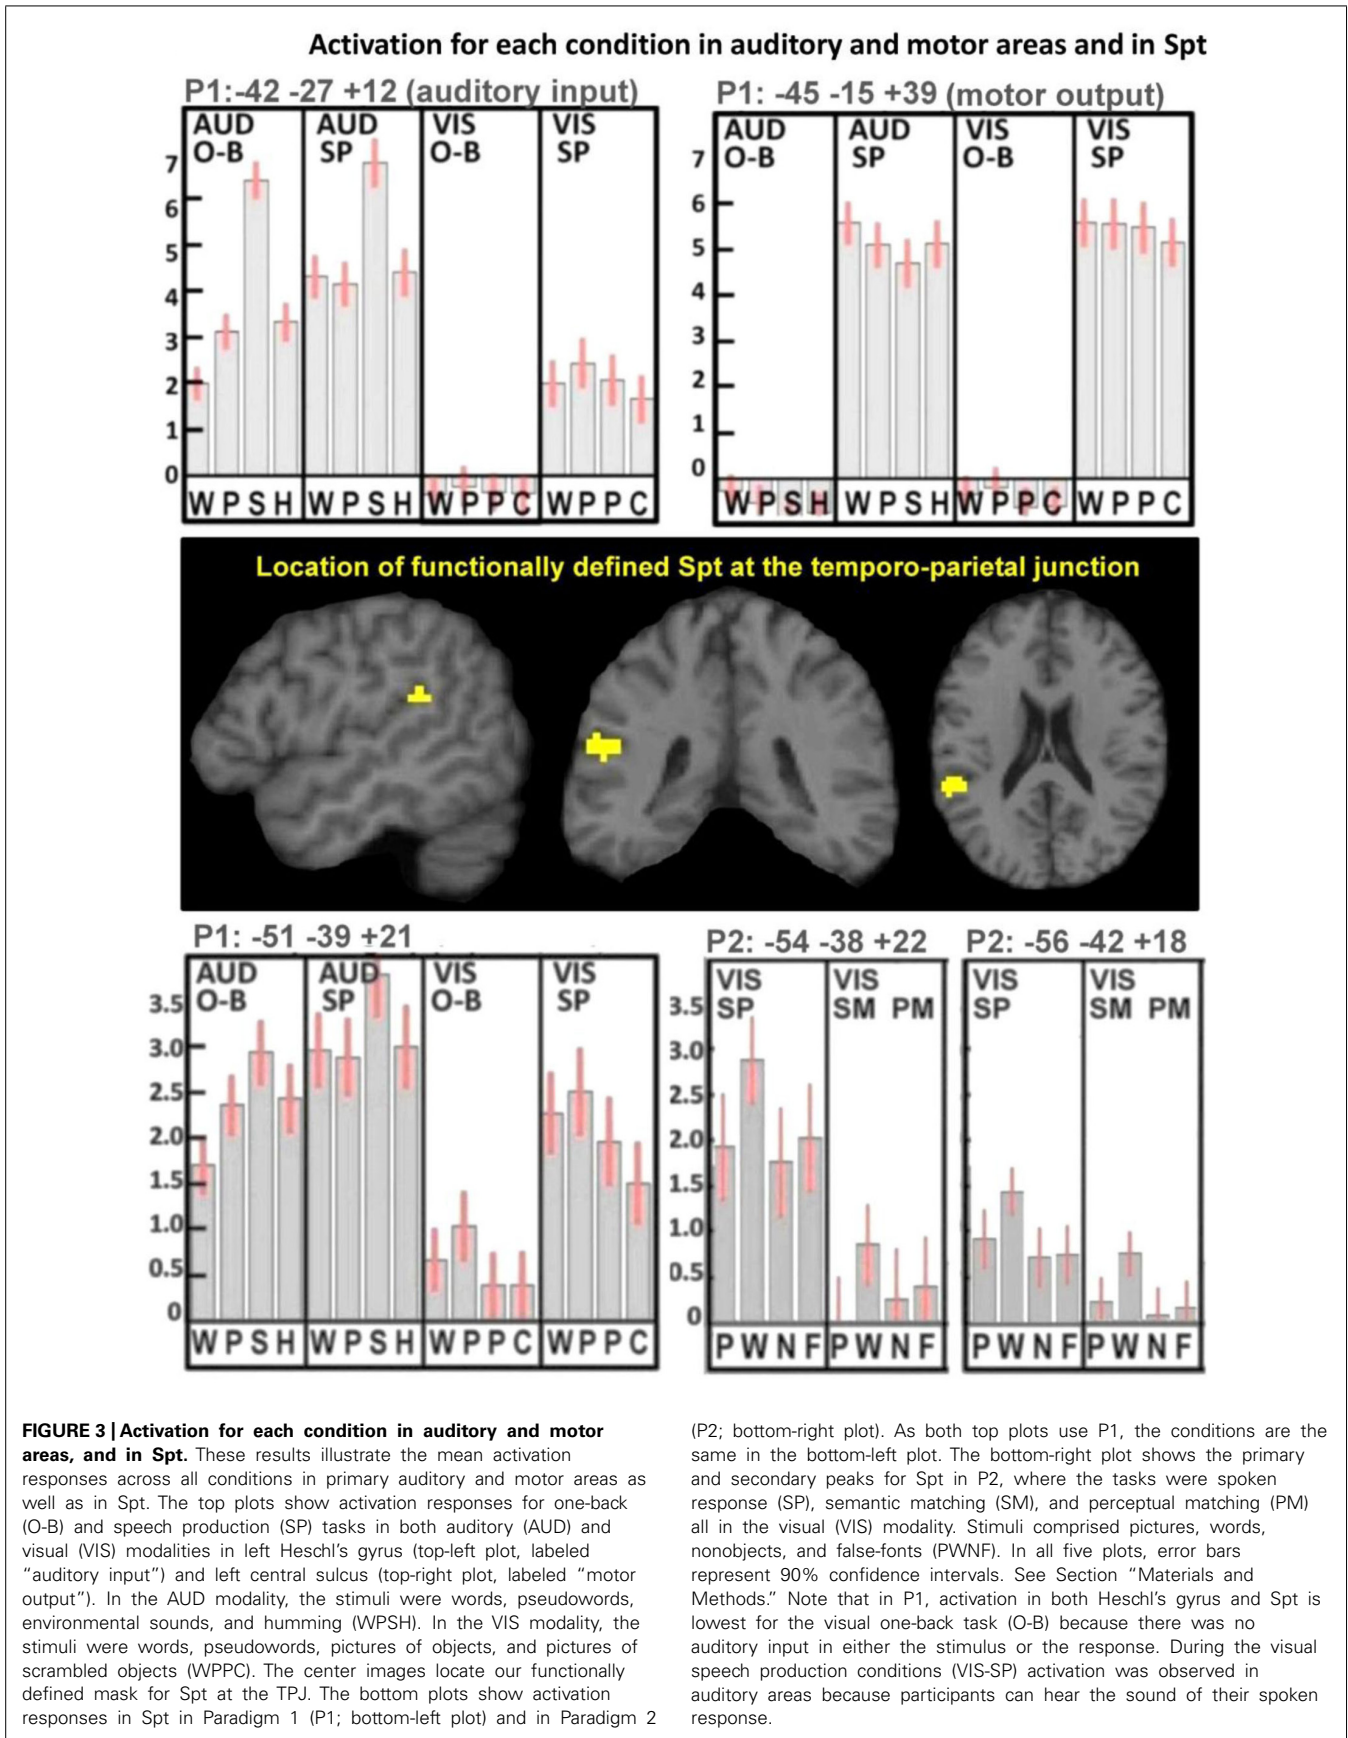 Activation for each condition in auditory and motor areas and in Spt
P1:-42 -27 +12 (auditory input)
AUD AUD VIS VIS
O-B SP O-B SP
7
6
5
4
3
2
1
0
W P S H W P S H W P P C W P P C
P1: -45 -15 +39 (motor output)
AUD AUD VIS VIS
O-B SP O-B SP
7
6
5
4
3
2
1
0
W P S H W P S H W P P C W P P C
Location of functionally defined Spt at the temporo-parietal junction
P1: -51 -39 +21
AUD AUD VIS VIS
O-B SP O-B SP
3.5
3.0
2.5
2.0
1.5
1.0
0.5
0
W P S H W P S H W P P C W P P C
P2: -54 -38 +22
VIS VIS
SP SM PM
3.5
3.0
2.5
2.0
1.5
1.0
0.5
0
P W N F P W N F
P2: -56 -42 +18
VIS VIS
SP SM PM
P W N F P W N F
FIGURE 3 | Activation for each condition in auditory and motor
areas, and in Spt. These results illustrate the mean activation
responses across all conditions in primary auditory and motor areas as
well as in Spt. The top plots show activation responses for one-back
(O-B) and speech production (SP) tasks in both auditory (AUD) and
visual (VIS) modalities in left Heschl's gyrus (top-left plot, labeled
“auditory input”) and left central sulcus (top-right plot, labeled “motor
output”). In the AUD modality, the stimuli were words, pseudowords,
environmental sounds, and humming (WPSH). In the VIS modality, the
stimuli were words, pseudowords, pictures of objects, and pictures of
scrambled objects (WPPC). The center images locate our functionally
defined mask for Spt at the TPJ. The bottom plots show activation
responses in Spt in Paradigm 1 (P1; bottom-left plot) and in Paradigm 2
(P2; bottom-right plot). As both top plots use P1, the conditions are the
same in the bottom-left plot. The bottom-right plot shows the primary
and secondary peaks for Spt in P2, where the tasks were spoken
response (SP), semantic matching (SM), and perceptual matching (PM)
all in the visual (VIS) modality. Stimuli comprised pictures, words,
nonobjects, and false-fonts (PWNF). In all five plots, error bars
represent 90% confidence intervals. See Section “Materials and
Methods.” Note that in P1, activation in both Heschl's gyrus and Spt is
lowest for the visual one-back task (O-B) because there was no
auditory input in either the stimulus or the response. During the visual
speech production conditions (VIS-SP) activation was observed in
auditory areas because participants can hear the sound of their spoken
response.